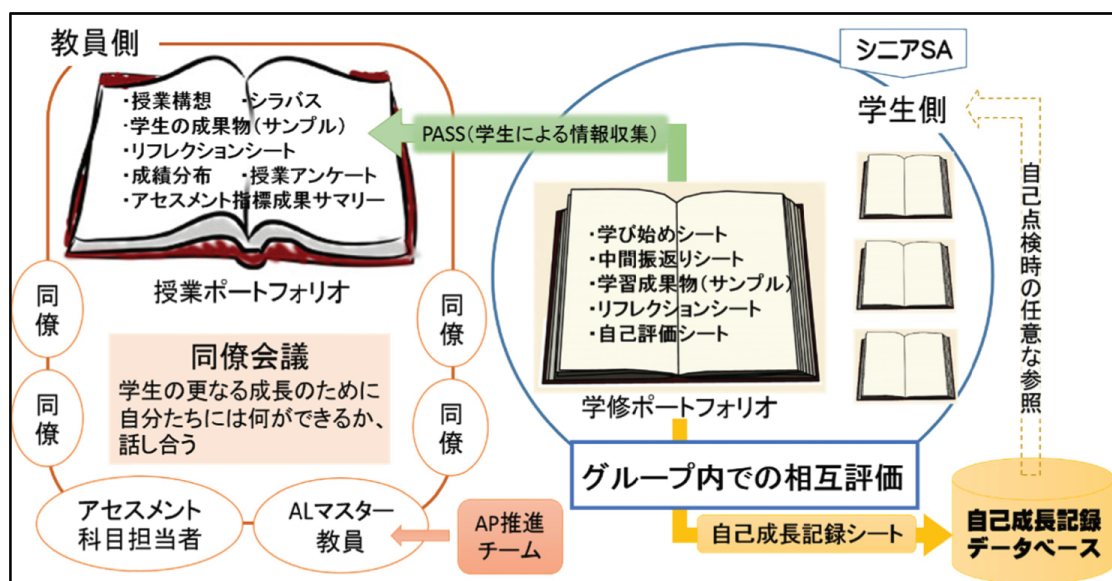 教員側
・授業構想　・シラバス
・学生の成果物（サンプル）
・リフレクションシート
・成績分布　・授業アンケート
・アセスメント指標成果サマリー
授業ポートフォリオ
同僚
同僚
同僚
同僚
同僚会議
学生の更なる成長のために
自分たちには何ができるか、
話し合う
アセスメント
科目担当者
ALマスター
教員
AP推進
チーム
PASS（学生による情報収集）
シニアSA
学生側
・学び始めシート
・中間振返りシート
・学習成果物（サンプル）
・リフレクションシート
・自己評価シート
学修ポートフォリオ
グループ内での相互評価
自己成長記録シート
自己点検時の任意な参照
自己成長記録
データベース